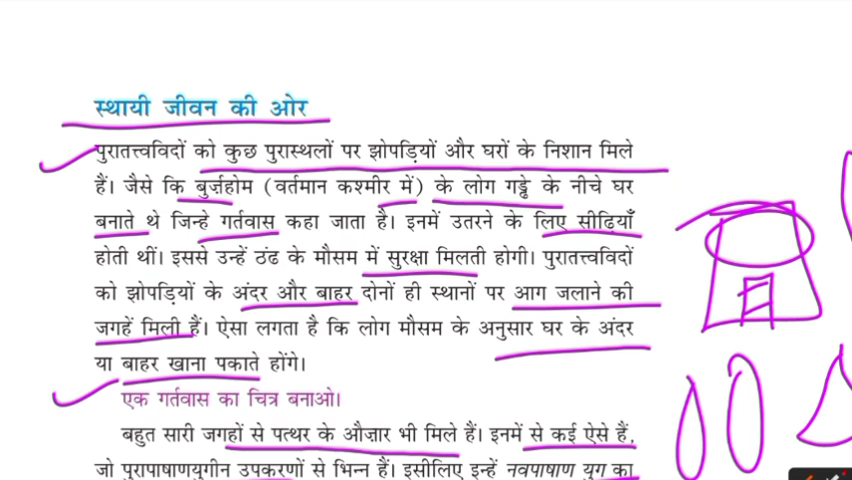 स्थायी जीवन की ओर
पुरातत्त्वविदों को कुछ पुरास्थलों पर झोपड़ियों और घरों के निशान मिले
हैं। जैसे कि बुर्ज़होम (वर्तमान कश्मीर में) के लोग गड्ढे के नीचे घर
बनाते थे जिन्हे गर्तवास कहा जाता है। इनमें उतरने के लिए सीढ़ियाँ
होती थीं। इससे उन्हें ठंढ के मौसम में सुरक्षा मिलती होगी। पुरातत्त्वविदों
को झोपड़ियों के अंदर और बाहर दोनों ही स्थानों पर आग जलाने की
जगहें मिली हैं। ऐसा लगता है कि लोग मौसम के अनुसार घर के अंदर
या बाहर खाना पकाते होंगे।
एक गर्तवास का चित्र बनाओ।
बहुत सारी जगहों से पत्थर के औज़ार भी मिले हैं। इनमें से कई ऐसे हैं,
जो पुरापाषाणयुगीन उपकरणों से भिन्न हैं। इसीलिए इन्हें नवपाषाण युग का